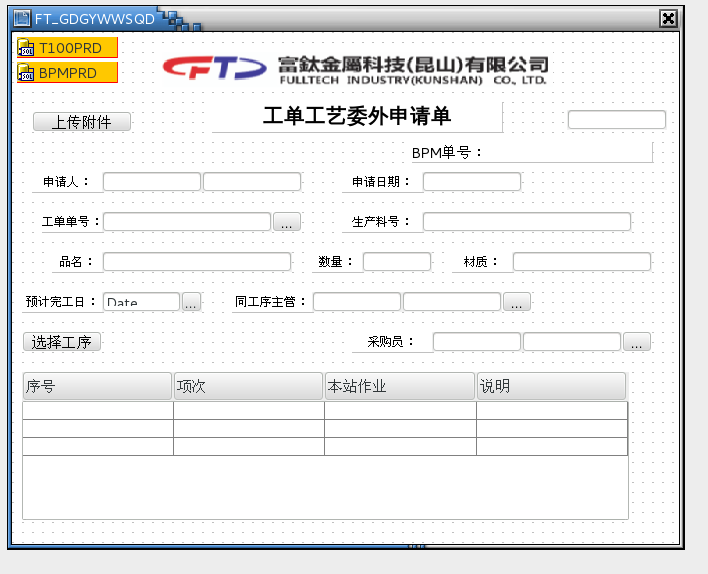 FT_GDGYWWSQD
SQL T100PRD
SQL BPMPRD
CFTC 富鈦金屬科技(昆山)有限公司
FULLTECH INDUSTRY(KUNSHAN) CO., LTD.
上传附件 工单工艺委外申请单
BPM单号：
申请人： 申请日期：
工单单号： ... 生产料号：
品名： 数量： 材质：
预计完工日： Date ... 同工序主管： ...
选择工序 采购员： ...
序号 项次 本站作业 说明